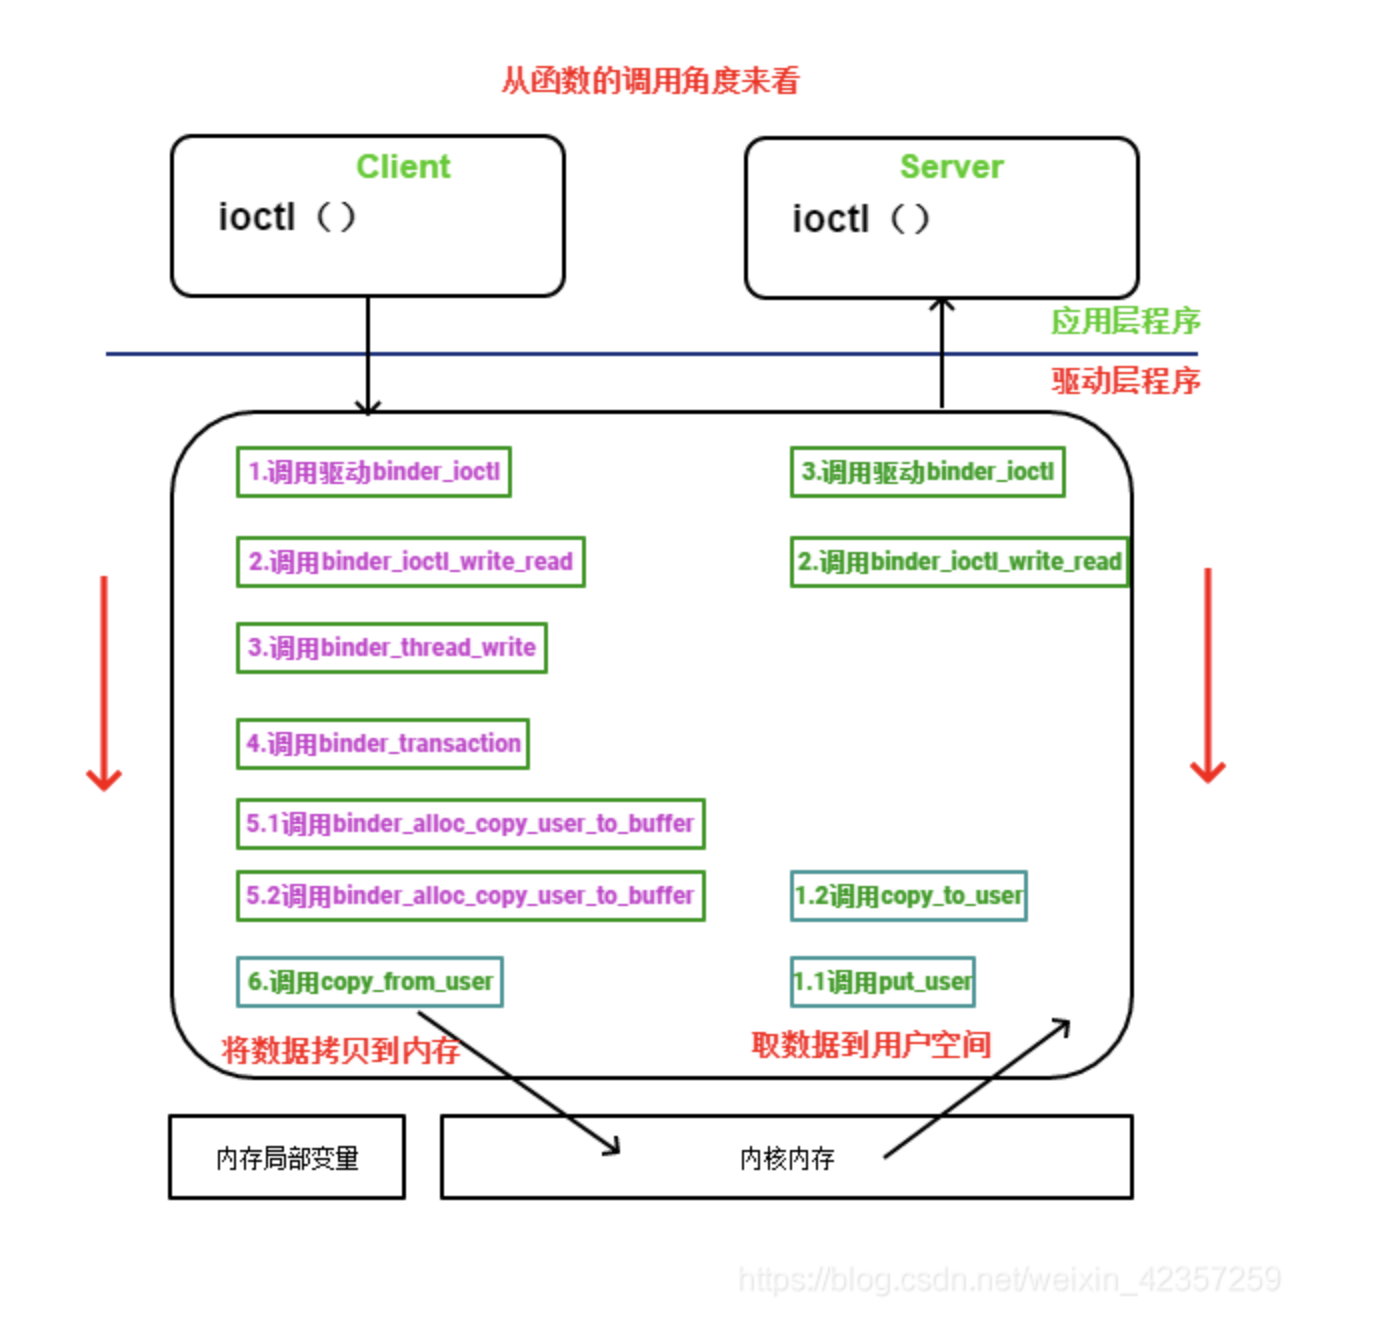 从函数的调用角度来看
Client
ioctl（）
Server
ioctl（）
应用层程序
驱动层程序
1.调用驱动binder_ioctl
3.调用驱动binder_ioctl
2.调用binder_ioctl_write_read
2.调用binder_ioctl_write_read
3.调用binder_thread_write
4.调用binder_transaction
5.1调用binder_alloc_copy_user_to_buffer
5.2调用binder_alloc_copy_user_to_buffer
1.2调用copy_to_user
6.调用copy_from_user
1.1调用put_user
将数据拷贝到内存
取数据到用户空间
内存局部变量
内核内存
https://blog.csdn.net/weixin_42357259